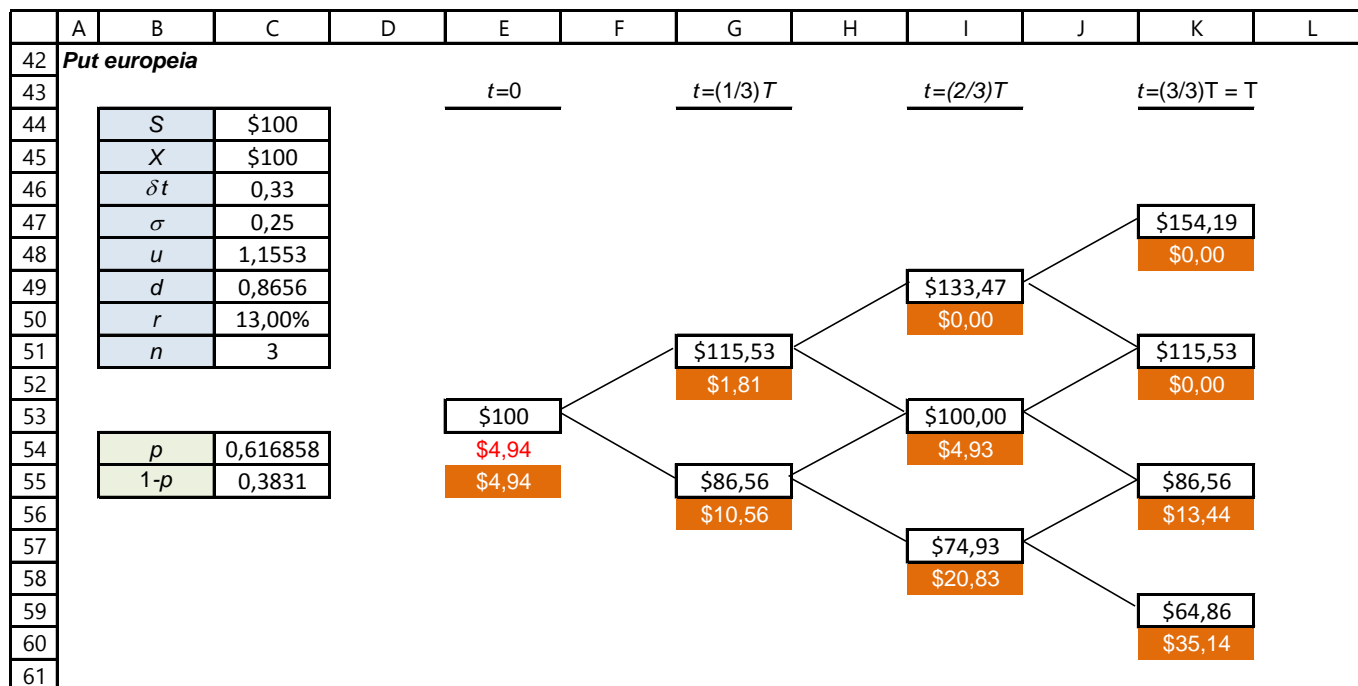 A B C D E F G H I J K L
42 Put europeia
43 t=0 t=(1/3)T t=(2/3)T t=(3/3)T = T
44 S $100
45 X $100
46 δt 0,33
47 σ 0,25 $154,19
48 u 1,1553 $0,00
49 d 0,8656 $133,47
50 r 13,00% $0,00
51 n 3 $115,53 $115,53
52 $1,81 $0,00
53 $100 $100,00
54 p 0,616858 $4,94 $4,93
55 1-p 0,3831 $4,94 $86,56 $86,56
56 $10,56 $13,44
57 $74,93
58 $20,83
59 $64,86
60 $35,14
61